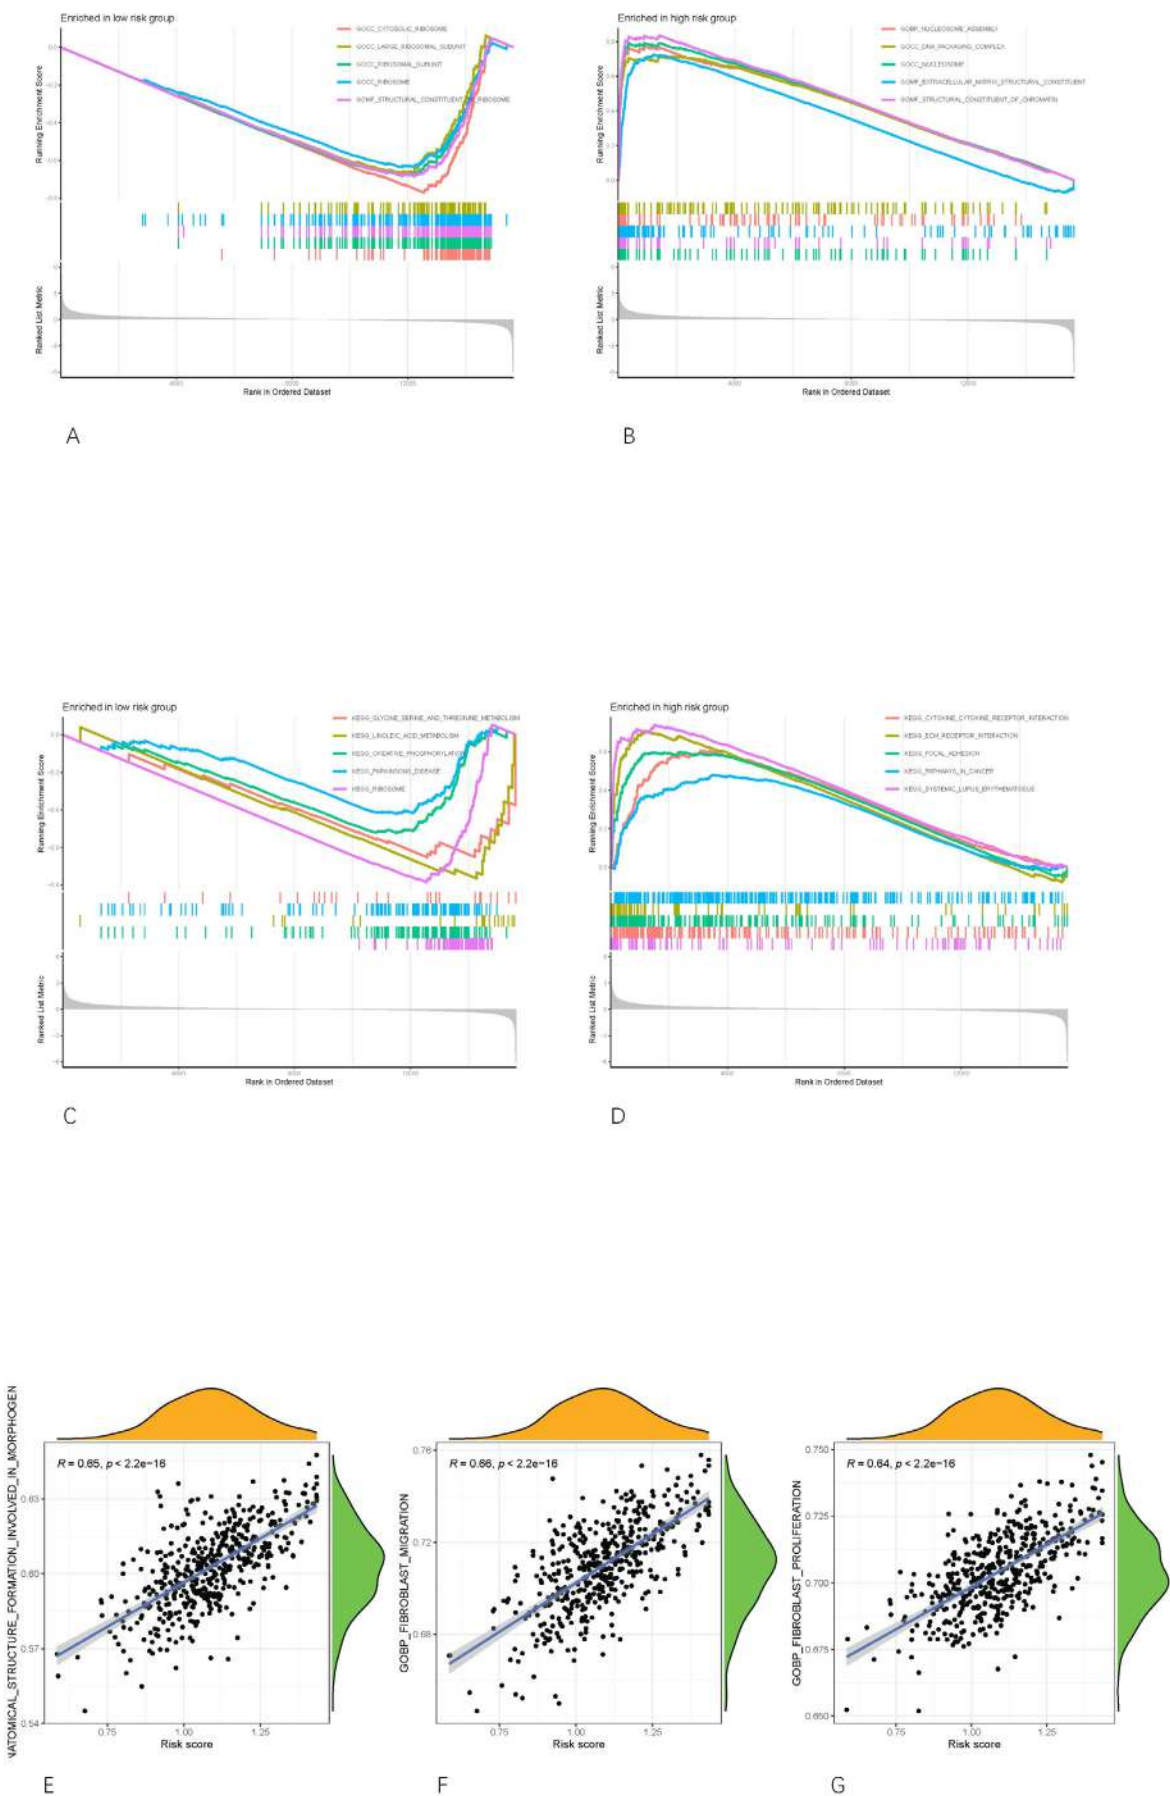 Enriched in low risk group
GOCC_CYTOSOLIC_RIBOSOME
GOCC_LARGE_RIBOSOMAL_SUBUNIT
GOCC_RIBOSOMAL_SUBUNIT
GOCC_RIBOSOME
GOMF_STRUCTURAL_CONSTITUENT RIBOSOME
Running Enrichment Score
Ranked List Metric
Rank in Ordered Dataset
A
Enriched in high risk group
GOBP_NUCLEOSOME_ASSEMBLY
GOCC_DNA_PACKAGING_COMPLEX
GOCC_NUCLEOSOME
GOMF_EXTRACELLULAR_MATRIX_STRUCTURAL_CONSTITUENT
GOMF_STRUCTURAL_CONSTITUENT_OF_CHROMATIN
Running Enrichment Score
Ranked List Metric
Rank in Ordered Dataset
B
Enriched in low risk group
KEGG_GLYCINE_SERINE_AND_THREONINE_METABOLISM
KEGG_LINOLEIC_ACID_METABOLISM
KEGG_OXIDATIVE_PHOSPHORYLATION
KEGG_PARKINSONS_DISEASE
KEGG_RIBOSOME
Running Enrichment Score
Ranked List Metric
Rank in Ordered Dataset
C
Enriched in high risk group
KEGG_CYTOKINE_CYTOKINE_RECEPTOR_INTERACTION
KEGG_ECM_RECEPTOR_INTERACTION
KEGG_FOCAL_ADHESION
KEGG_PATHWAYS_IN_CANCER
KEGG_SYSTEMIC_LUPUS_ERYTHEMATOSUS
Running Enrichment Score
Ranked List Metric
Rank in Ordered Dataset
D
NATOMICAL_STRUCTURE_FORMATION_INVOLVED_IN_MORPHOGEN
R = 0.65, p < 2.2e-16
0.63
0.60
0.57
0.54
0.75 1.00 1.25
Risk score
E
GOBP_FIBROBLAST_MIGRATION
R = 0.66, p < 2.2e-16
0.76
0.72
0.68
0.75 1.00 1.25
Risk score
F
GOBP_FIBROBLAST_PROLIFERATION
R = 0.64, p < 2.2e-16
0.750
0.725
0.700
0.675
0.650
0.75 1.00 1.25
Risk score
G